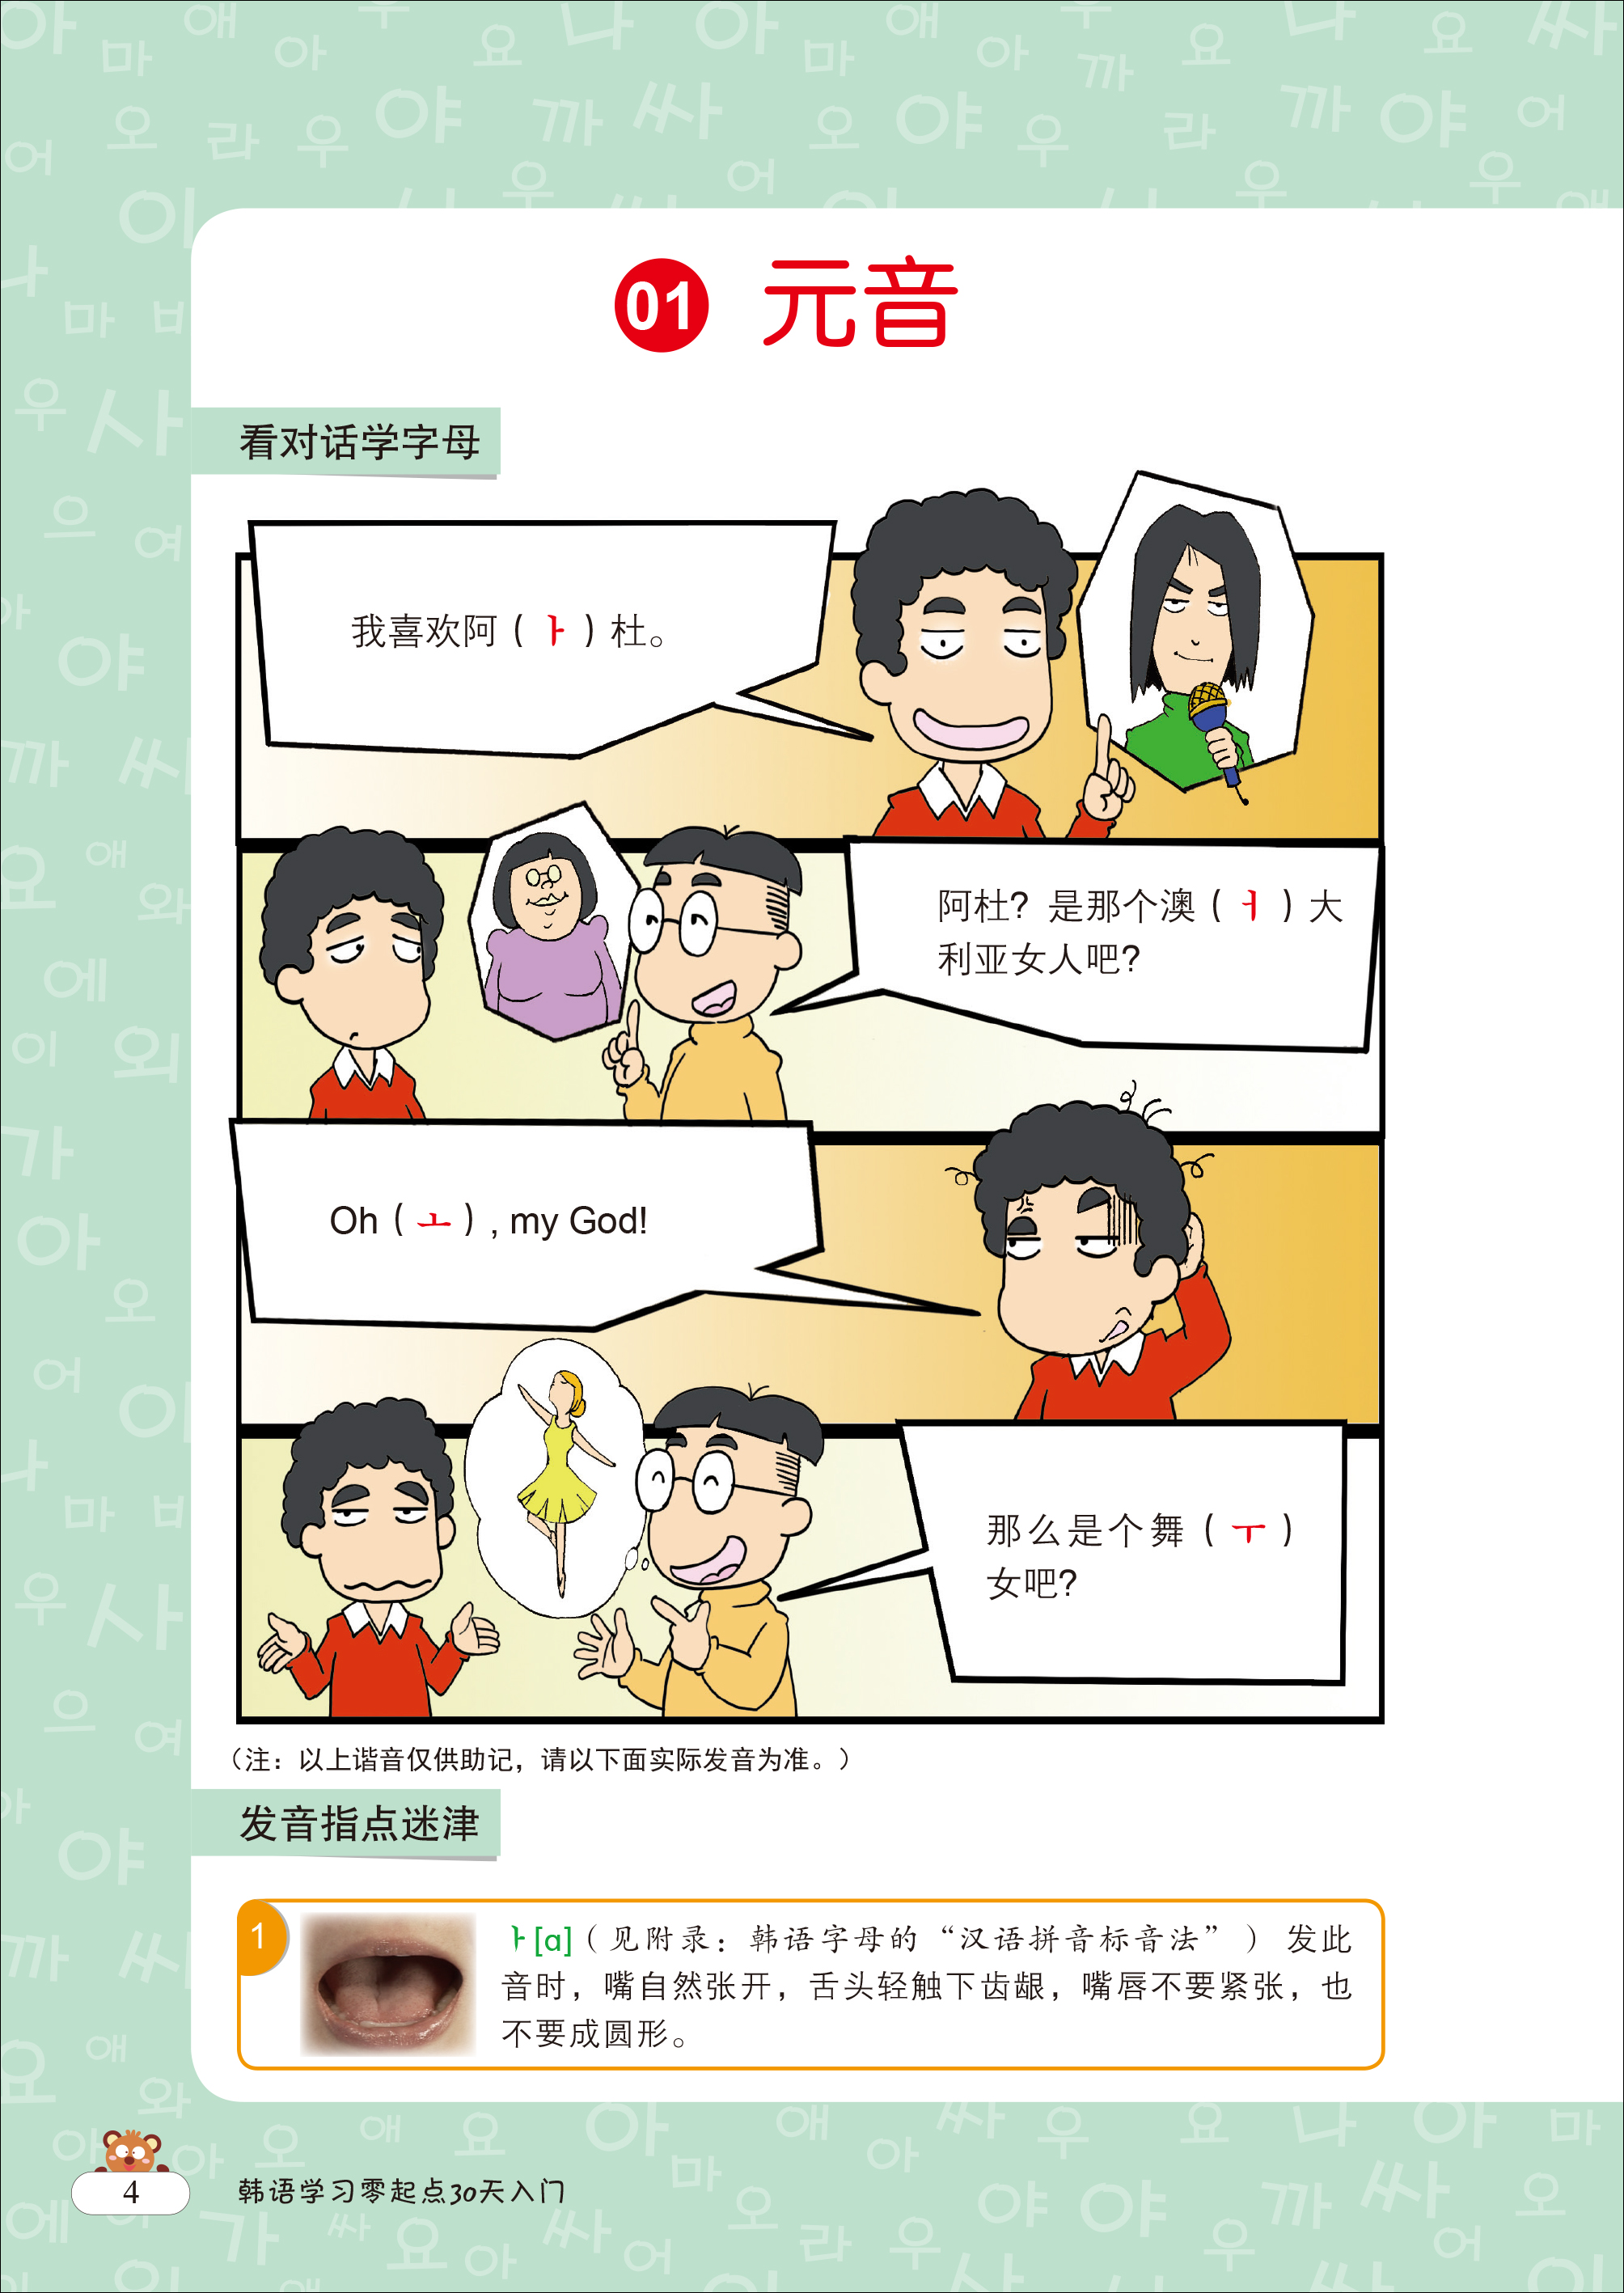 01 元音
看对话学字母
我喜欢阿（ㅏ）杜。
阿杜？是那个澳（ㅓ）大
利亚女人吧？
Oh（ㅗ）, my God!
那么是个舞（ㅜ）
女吧？
（注：以上谐音仅供助记，请以下面实际发音为准。）
发音指点迷津
1
ㅏ[ɑ]（见附录：韩语字母的“汉语拼音标音法”） 发此
音时，嘴自然张开，舌头轻触下齿龈，嘴唇不要紧张，也
不要成圆形。
4
韩语学习零起点30天入门